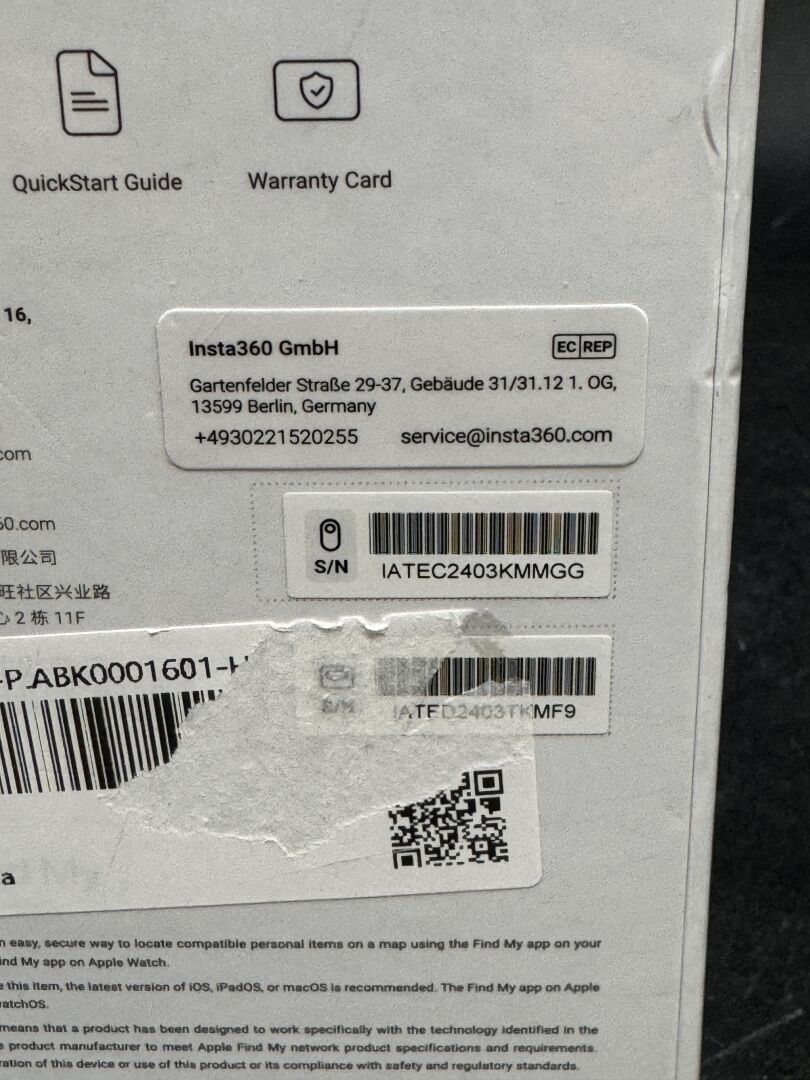 QuickStart Guide
Warranty Card
16,
Insta360 GmbH
EC REP
Gartenfelder Straße 29-37, Gebäude 31/31.12 1. OG,
13599 Berlin, Germany
+4930221520255 service@insta360.com
com
60.com
限公司
旺社区兴业路
2 栋 11F
S/N
IATEC2403KMMGG
-P.ABK0001601-H
S/N
IATED2403TKMF9
a
n easy, secure way to locate compatible personal items on a map using the Find My app on your
ind My app on Apple Watch.
e this item, the latest version of iOS, iPadOS, or macOS is recommended. The Find My app on Apple
watchOS.
means that a product has been designed to work specifically with the technology identified in the
e product manufacturer to meet Apple Find My network product specifications and requirements.
ration of this device or use of this product or its compliance with safety and regulatory standards.